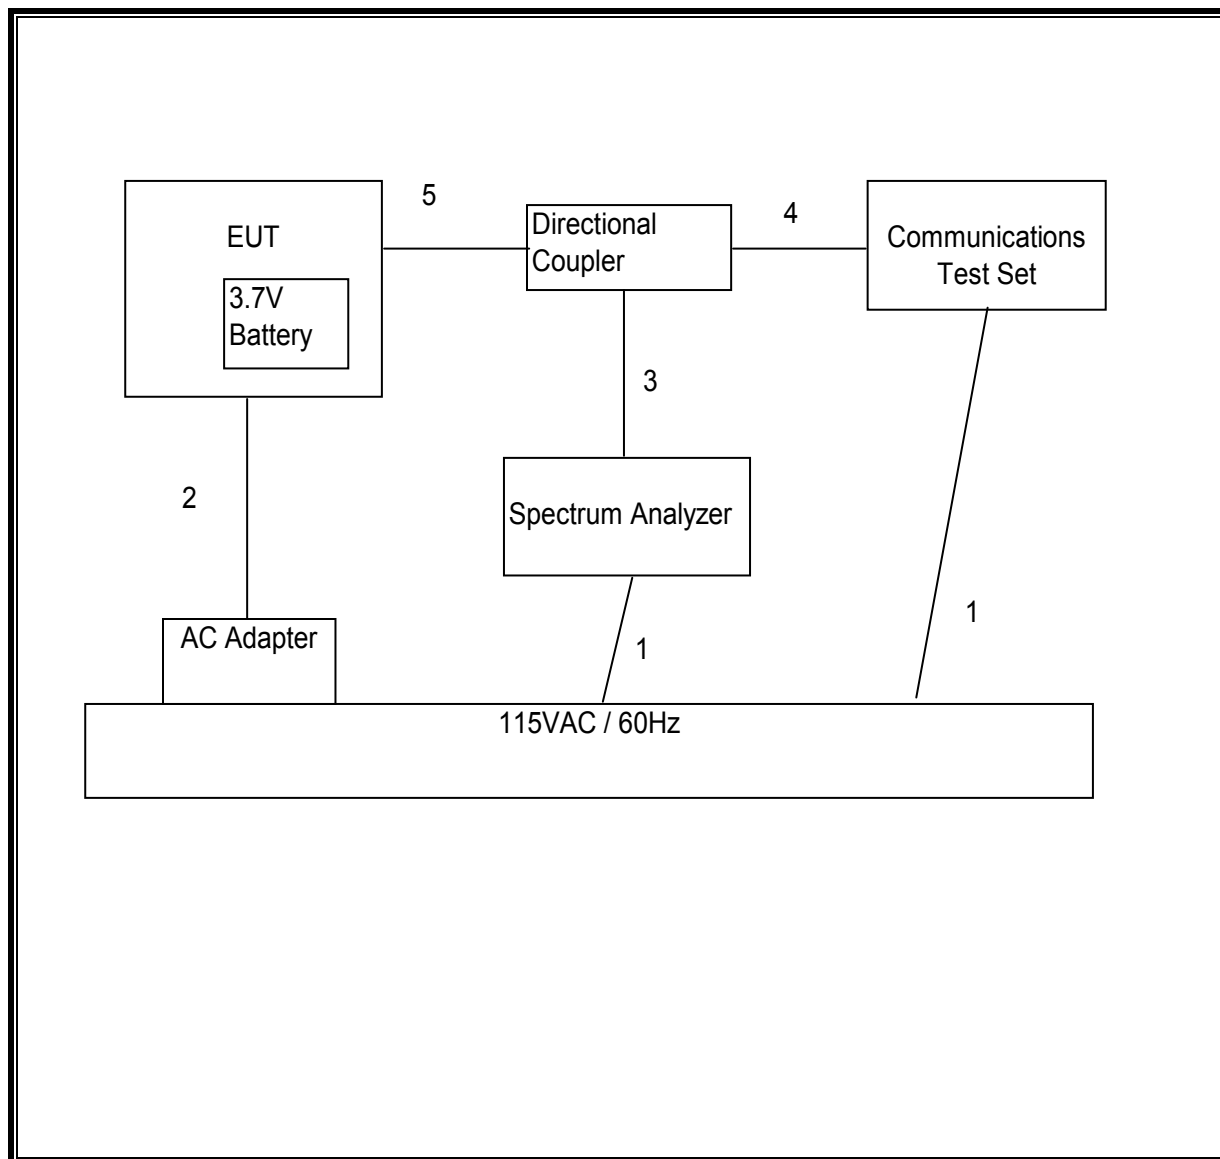 5
4
EUT
Directional
Coupler
Communications
Test Set
3.7V
Battery
3
2
Spectrum Analyzer
1
1
AC Adapter
115VAC / 60Hz